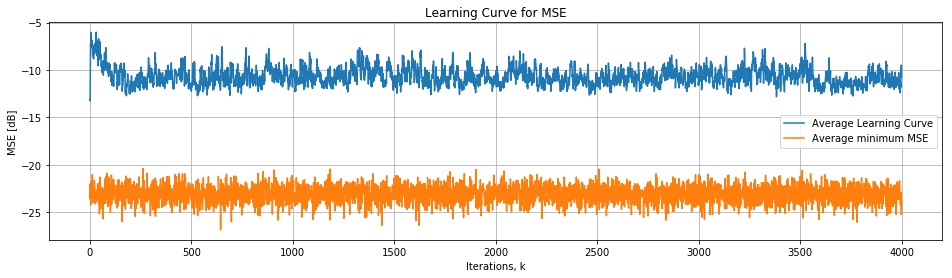 Learning Curve for MSE
MSE [dB]
−5
−10
−15
−20
−25
Average Learning Curve
Average minimum MSE
0
500
1000
1500
2000
2500
3000
3500
4000
Iterations, k